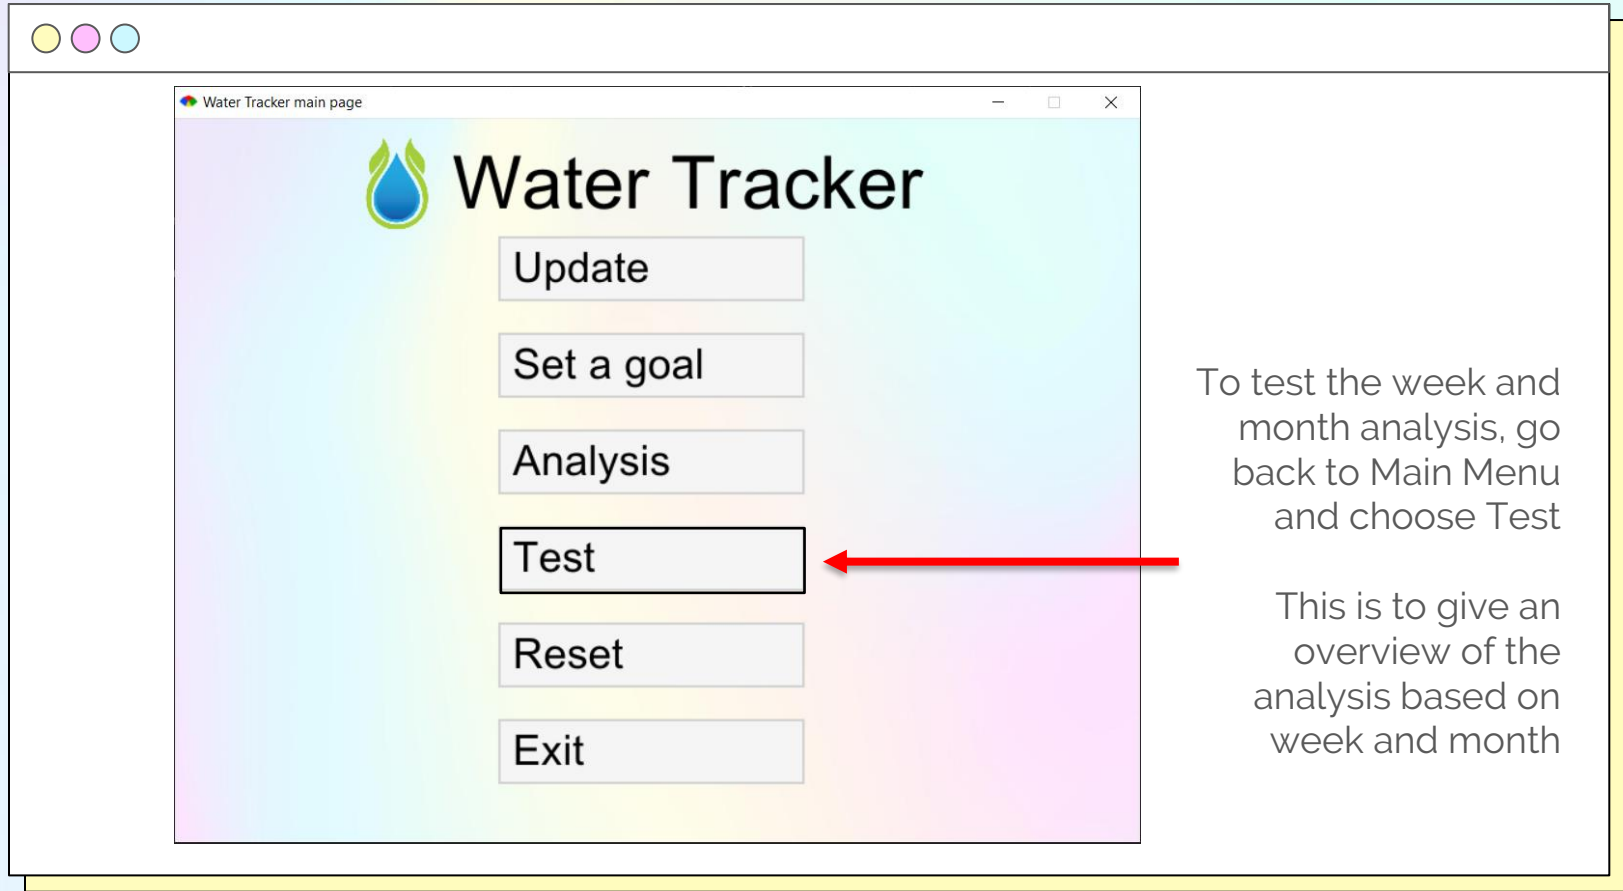 Water Tracker main page
Water Tracker
Update
Set a goal
Analysis
Test
Reset
Exit
To test the week and
month analysis, go
back to Main Menu
and choose Test
This is to give an
overview of the
analysis based on
week and month